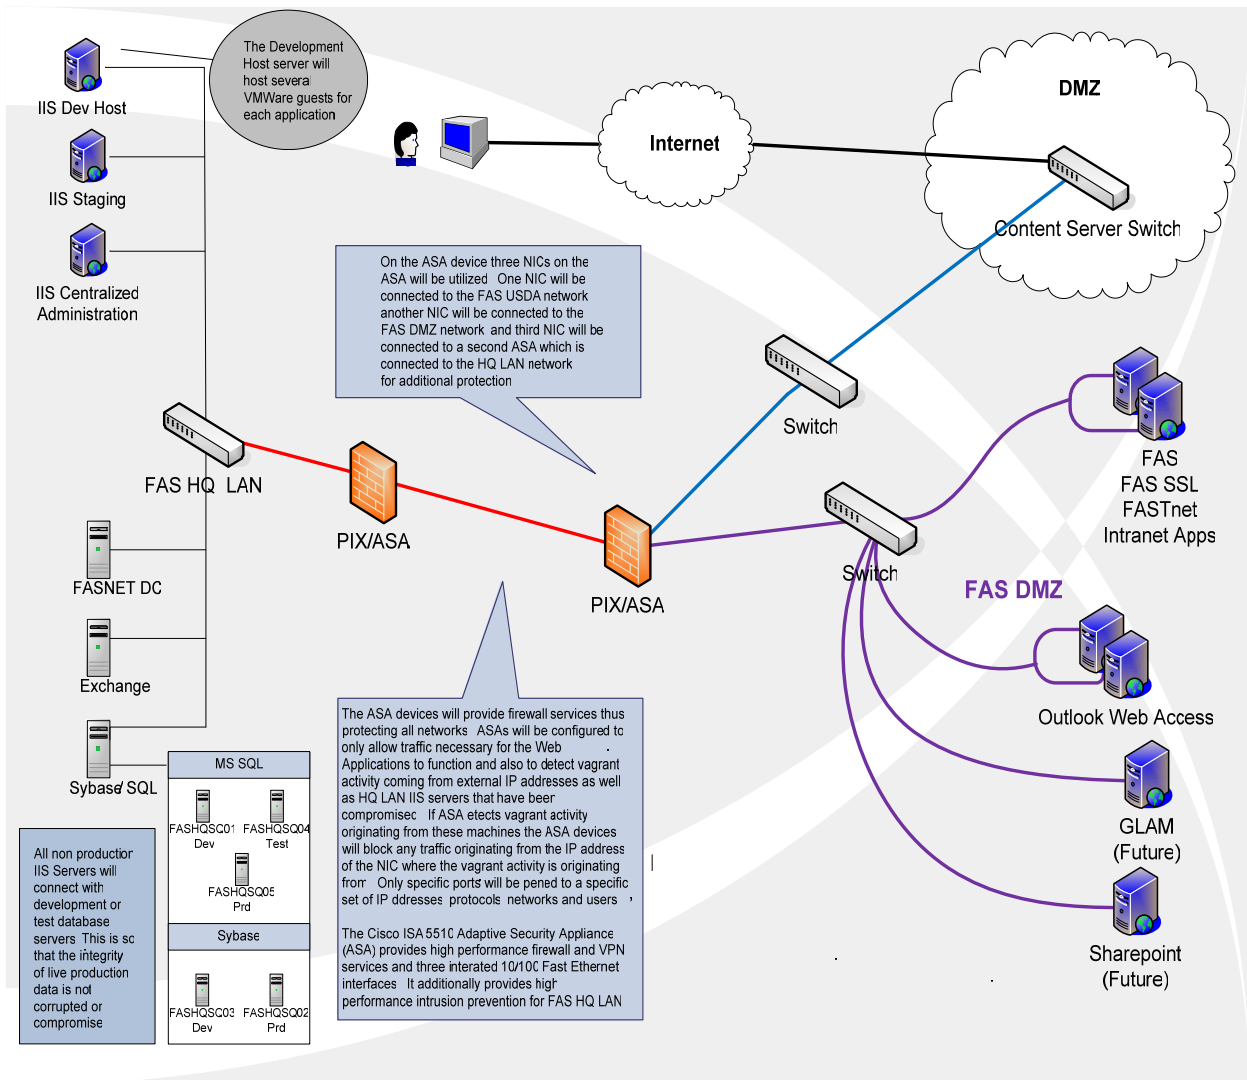 The Development
Host server will
host several
VMWare guests for
each application
IIS Dev Host
IIS Staging
IIS Centralized
Administration
Internet
DMZ
Content Server Switch
On the ASA device three NICs on the
ASA will be utilized One NIC will be
connected to the FAS USDA network
another NIC will be connected to the
FAS DMZ network and third NIC will be
connected to a second ASA which is
connected to the HQ LAN network
for additional protection
Switch
FAS HQ LAN
PIX/ASA
PIX/ASA
Switch
FAS
FAS SSL
FASTnet
Intranet Apps
FAS DMZ
FASNET DC
Exchange
Sybase/SQL
Outlook Web Access
GLAM
(Future)
Sharepoint
(Future)
MS SQL
FASHQSQ01
Dev
FASHQSQ04
Test
FASHQSQ05
Prd
Sybase
FASHQSQ03
Dev
FASHQSQ02
Prd
All non production
IIS Servers will
connect with
development or
test database
servers This is so
that the integrity
of live production
data is not
corrupted or
compromise
The ASA devices will provide firewall services thus
protecting all networks ASAs will be configured to
only allow traffic necessary for the Web .
Applications to function and also to detect vagrant
activity coming from external IP addresses as well
as HQ LAN IIS servers that have been
compromised If ASA etects vagrant activity
originating from these machines the ASA devices
will block any traffic originating from the IP address
of the NIC where the vagrant activity is originating
from Only specific ports will be pened to a specific
set of IP ddresses protocols networks and users ,
The Cisco ISA 5510 Adaptive Security Appliance
(ASA) provides high performance firewall and VPN
services and three interated 10/100 Fast Ethernet
interfaces It additionally provides high
performance intrusion prevention for FAS HQ LAN